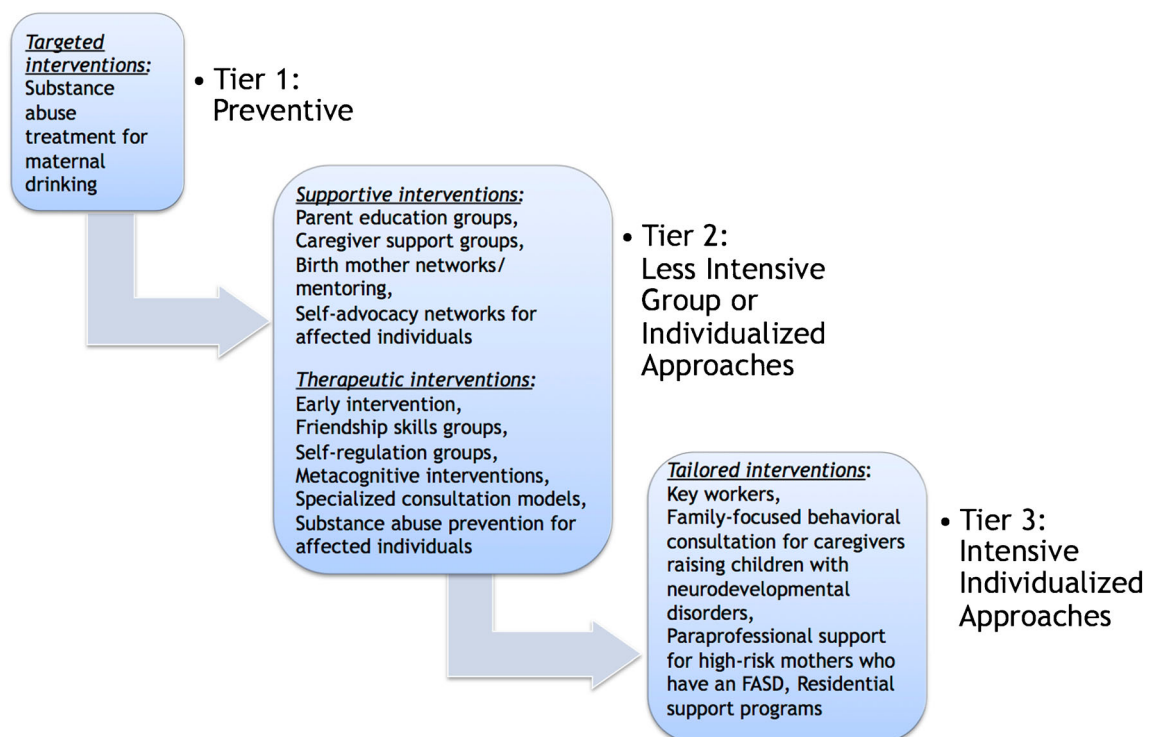 Targeted
interventions:
Substance
abuse
treatment for
maternal
drinking
• Tier 1:
Preventive
Supportive interventions:
Parent education groups,
Caregiver support groups,
Birth mother networks/
mentoring,
Self-advocacy networks for
affected individuals
Therapeutic interventions:
Early intervention,
Friendship skills groups,
Self-regulation groups,
Metacognitive interventions,
Specialized consultation models,
Substance abuse prevention for
affected individuals
• Tier 2:
Less Intensive
Group or
Individualized
Approaches
Tailored interventions:
Key workers,
Family-focused behavioral
consultation for caregivers
raising children with
neurodevelopmental
disorders,
Paraprofessional support
for high-risk mothers who
have an FASD, Residential
support programs
• Tier 3:
Intensive
Individualized
Approaches